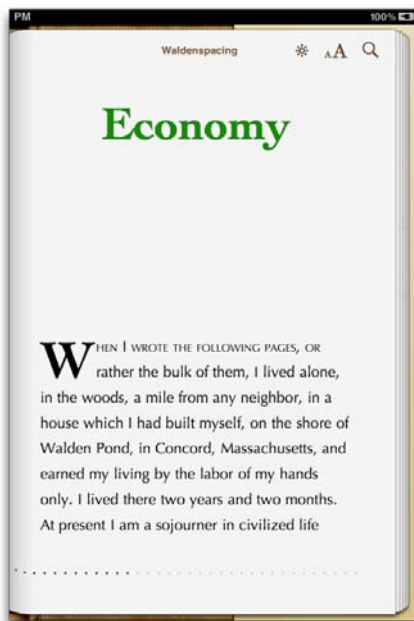 PM 100%
Waldenspacing AA
Economy
WHEN I WROTE THE FOLLOWING PAGES, OR
rather the bulk of them, I lived alone,
in the woods, a mile from any neighbor, in a
house which I had built myself, on the shore of
Walden Pond, in Concord, Massachusetts, and
earned my living by the labor of my hands
only. I lived there two years and two months.
At present I am a sojourner in civilized life